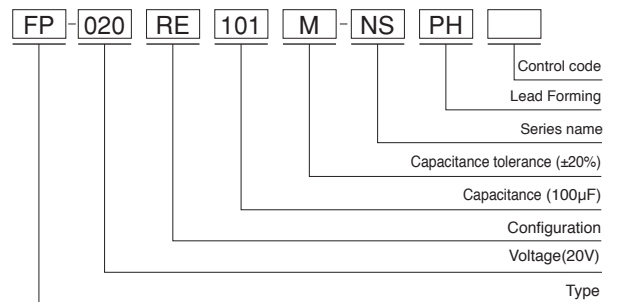 FP - 020 RE 101 M - NS PH
Control code
Lead Forming
Series name
Capacitance tolerance (±20%)
Capacitance (100µF)
Configuration
Voltage(20V)
Type